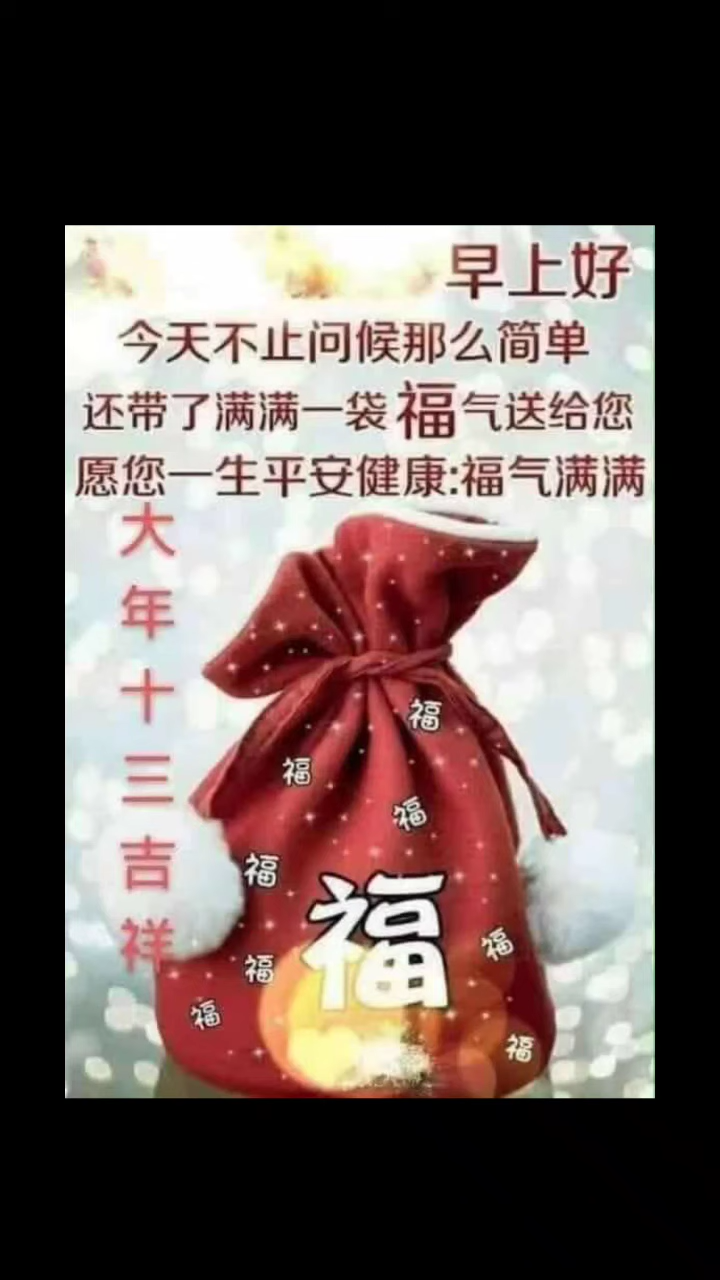 早上好
今天不止问候那么简单
还带了满满一袋福气送给您
愿您一生平安健康:福气满满
大年十三吉祥
福
福
福
福
福
福
福
福
福